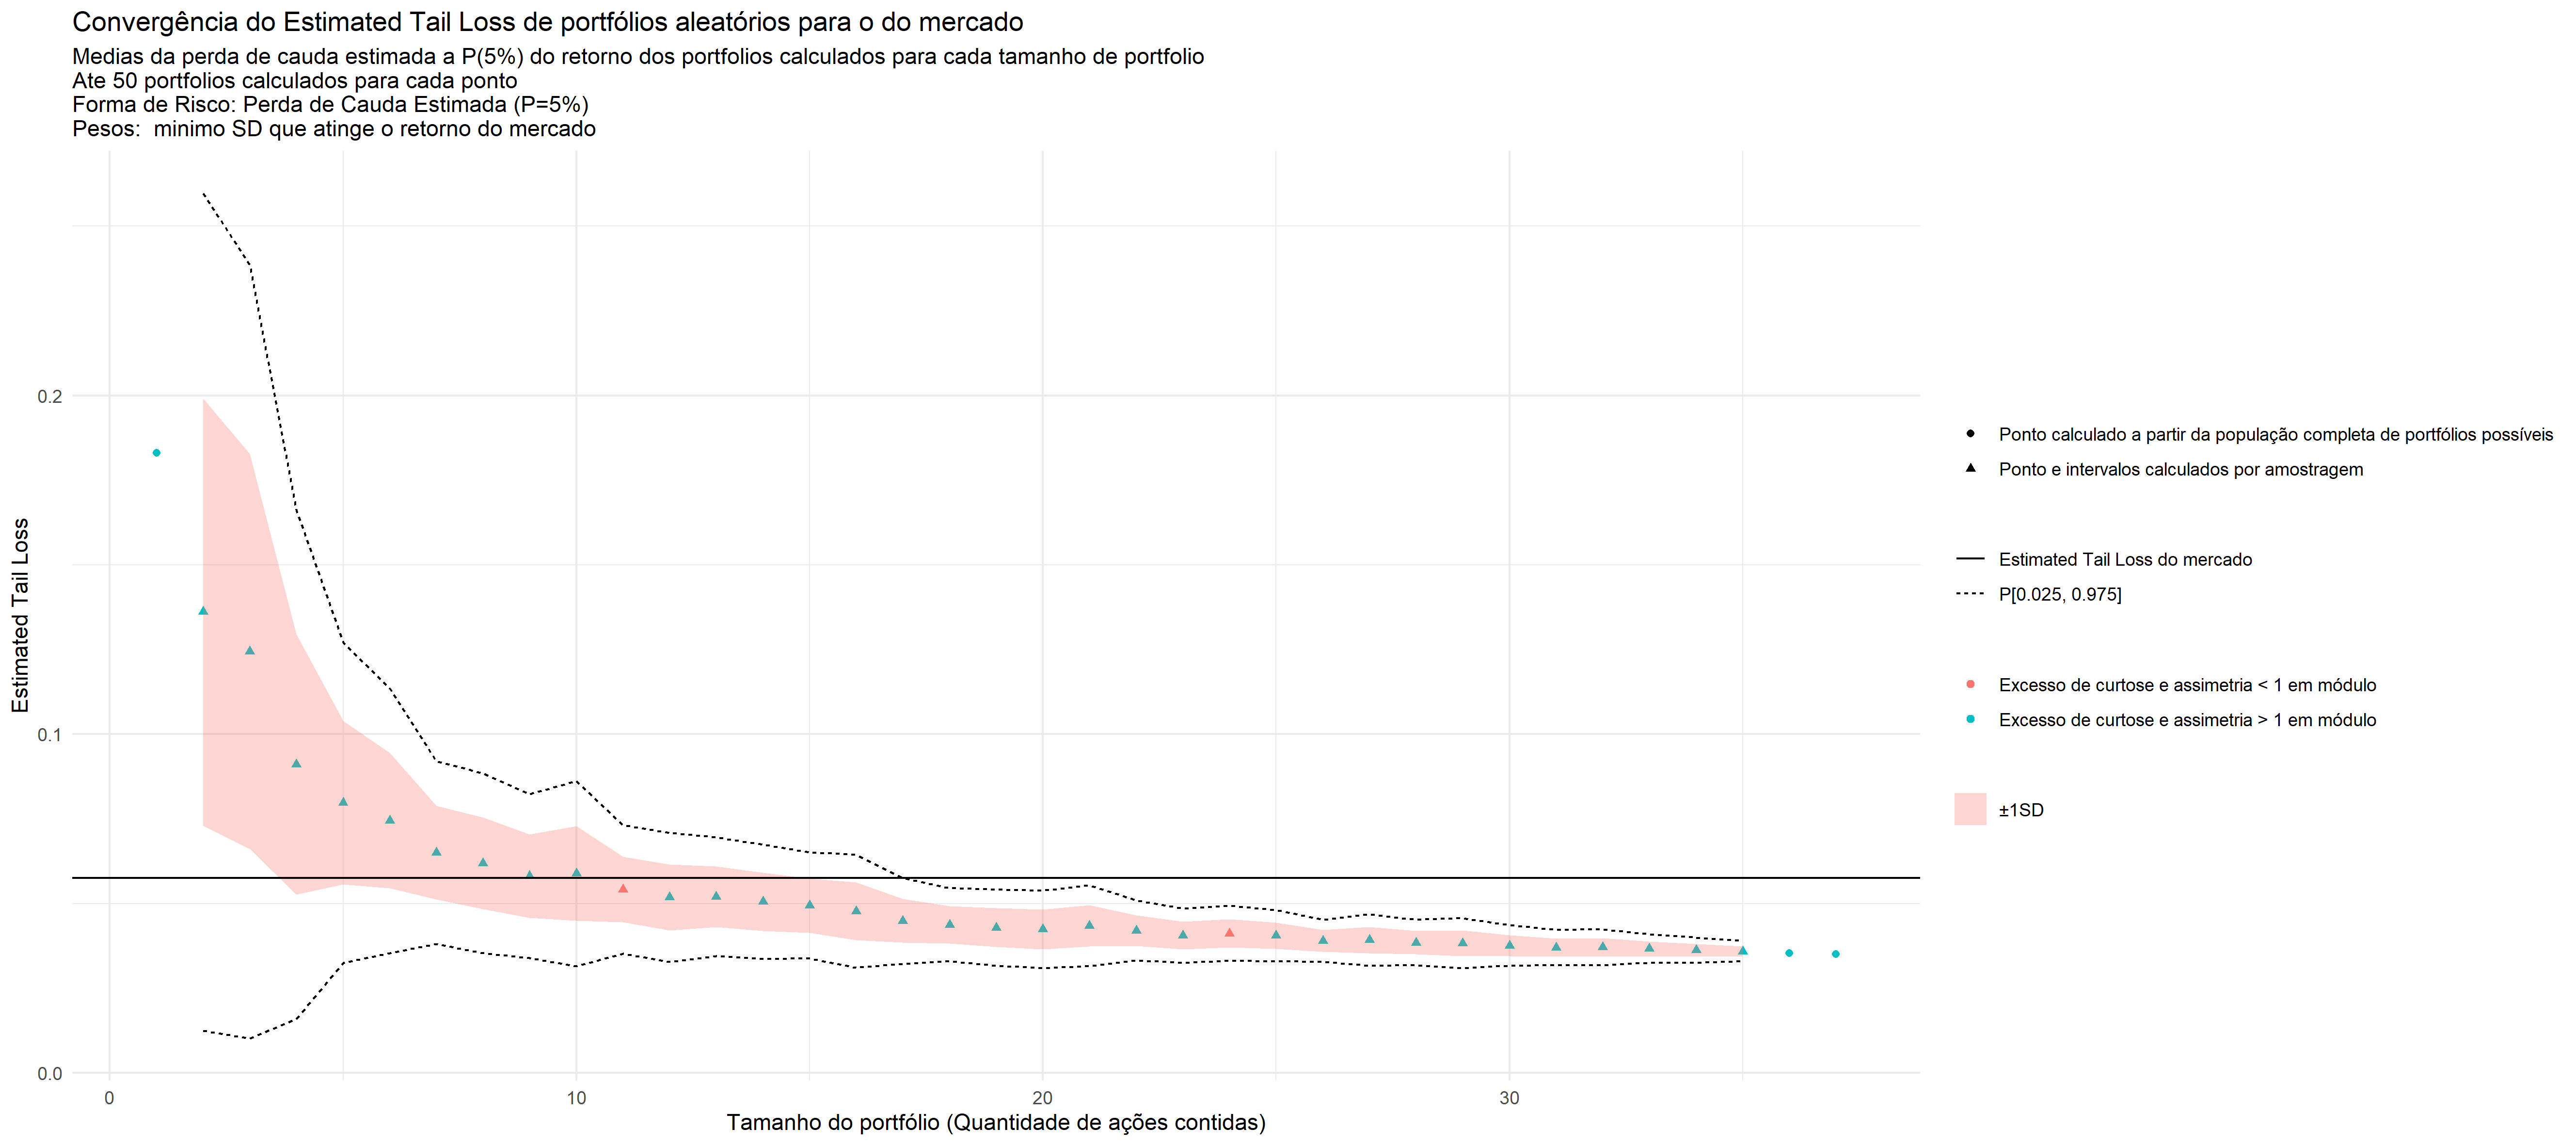 Convergência do Estimated Tail Loss de portfólios aleatórios para o do mercado
Medias da perda de cauda estimada a P(5%) do retorno dos portfolios calculados para cada tamanho de portfolio
Ate 50 portfolios calculados para cada ponto
Forma de Risco: Perda de Cauda Estimada (P=5%)
Pesos:  minimo SD que atinge o retorno do mercado
Estimated Tail Loss
0.2
0.1
0.0
0
10
20
30
Tamanho do portfólio (Quantidade de ações contidas)
Ponto calculado a partir da população completa de portfólios possíveis
Ponto e intervalos calculados por amostragem
Estimated Tail Loss do mercado
P[0.025, 0.975]
Excesso de curtose e assimetria < 1 em módulo
Excesso de curtose e assimetria > 1 em módulo
±1SD